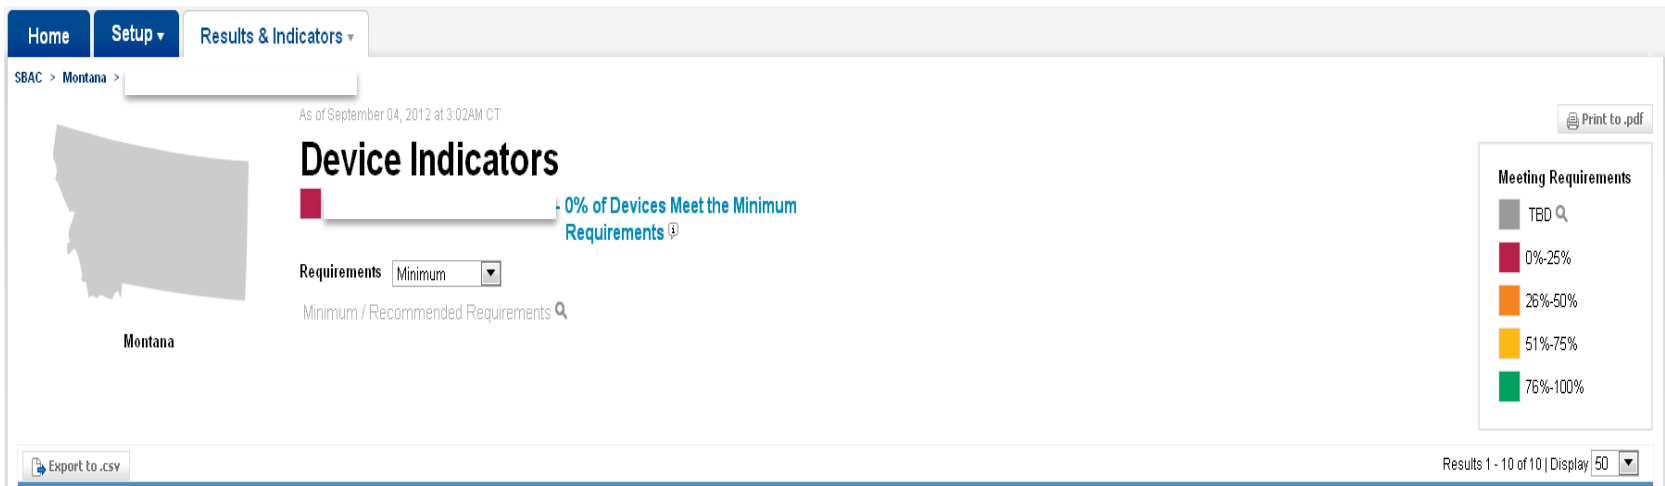 Home Setup Results & Indicators
SBAC > Montana >
As of September 04, 2012 at 3:02AM CT
Print to .pdf
Device Indicators
- 0% of Devices Meet the Minimum
Requirements
Requirements Minimum
Minimum / Recommended Requirements
Montana
Meeting Requirements
TBD
0%-25%
26%-50%
51%-75%
76%-100%
Export to .csv
Results 1 - 10 of 10 | Display 50